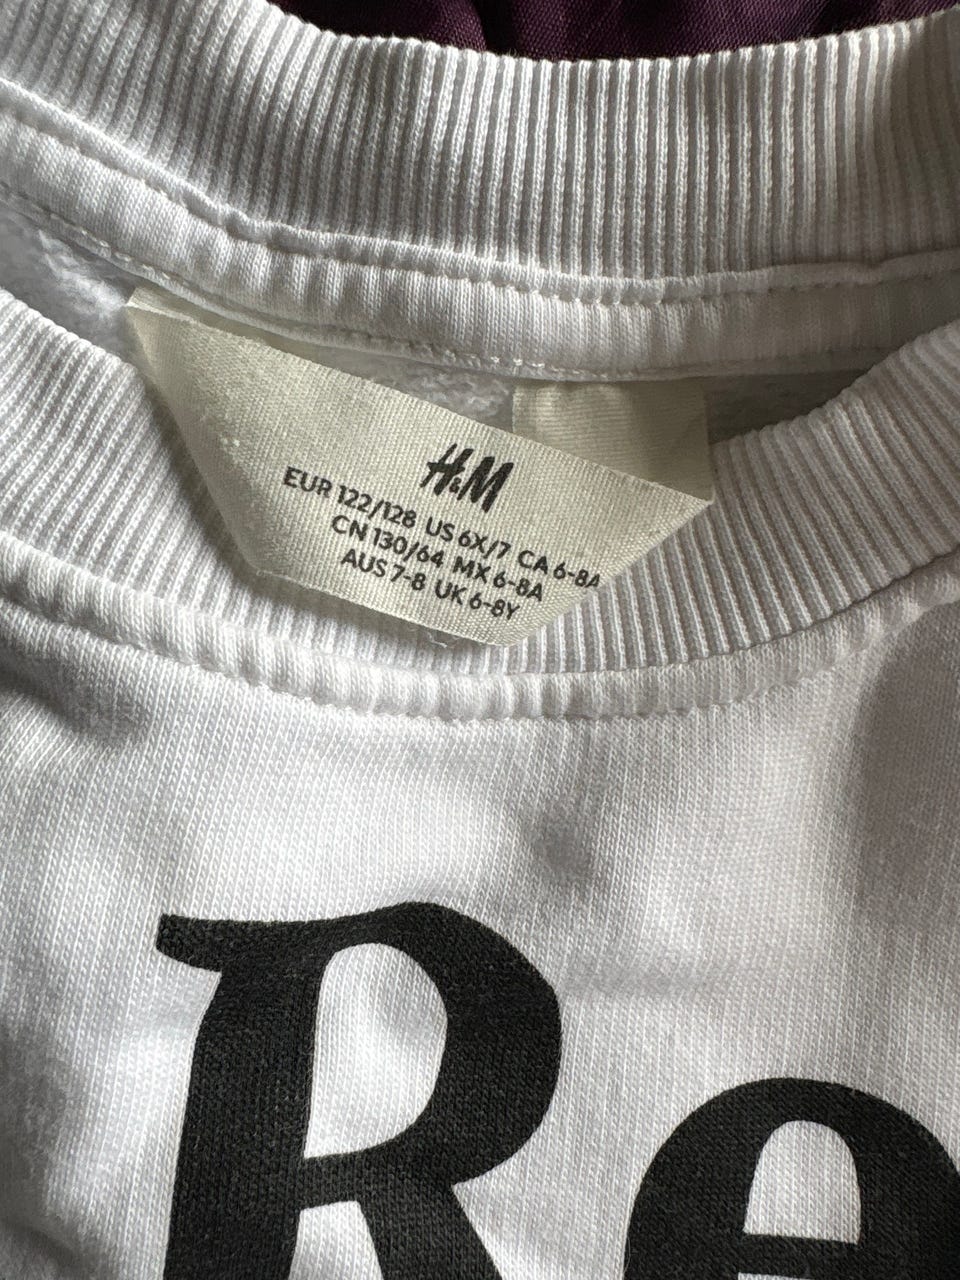 H&M
EUR 122/128 US 6X/7 CA 6-8A
CN 130/64 MX 6-8A
AUS 7-8 UK 6-8Y
Re